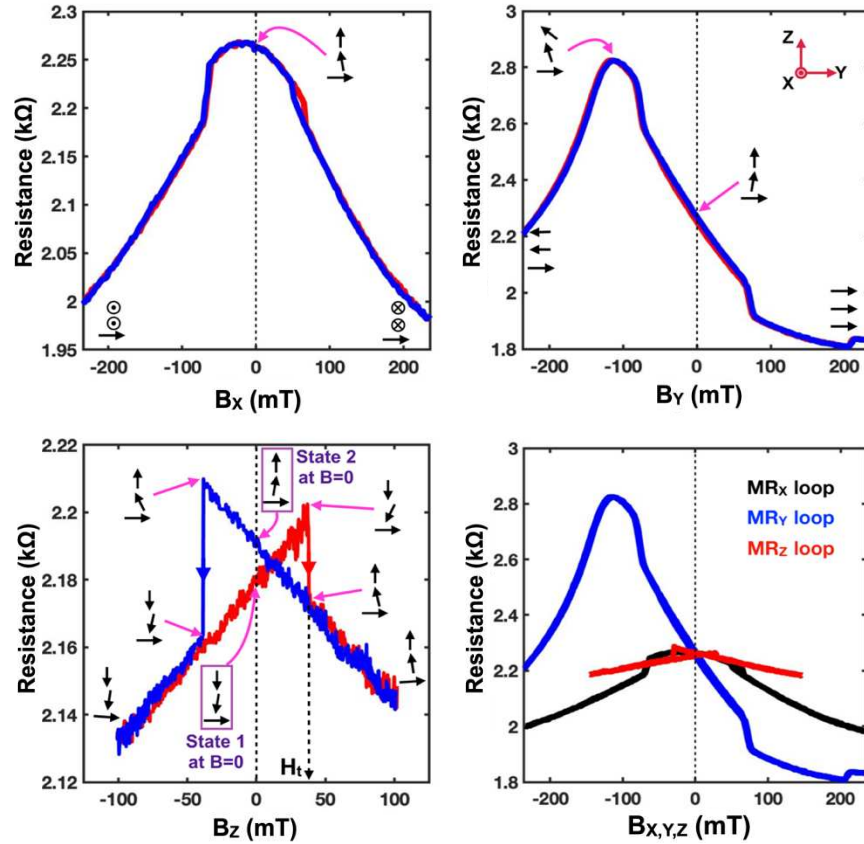 2.3
2.25
2.2
2.15
2.1
2.05
2
1.95
Resistance (kΩ)
-200
-100
0
100
200
BX (mT)
3
2.8
2.6
2.4
2.2
2
1.8
Resistance (kΩ)
Z
X
Y
-200
-100
0
100
200
BY (mT)
2.22
2.2
2.18
2.16
2.14
2.12
Resistance (kΩ)
State 2
at B=0
State 1
at B=0
Ht
-100
-50
0
50
100
BZ (mT)
3
2.8
2.6
2.4
2.2
2
1.8
Resistance (kΩ)
MRX loop
MRY loop
MRZ loop
-200
-100
0
100
200
BX,Y,Z (mT)